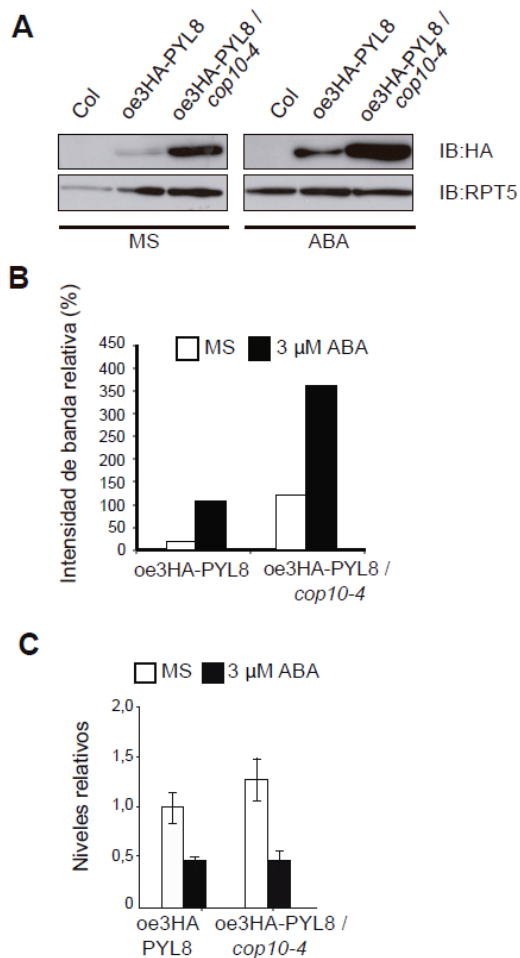 A
Col
oe3HA-PYL8
oe3HA-PYL8 /
cop10-4
Col
oe3HA-PYL8
oe3HA-PYL8 /
cop10-4
IB:HA
IB:RPT5
MS
ABA
B
Intensidad de banda relativa (%)
MS
3 µM ABA
450
400
350
300
250
200
150
100
50
0
oe3HA-PYL8
oe3HA-PYL8 /
cop10-4
C
MS
3 µM ABA
Niveles relativos
2,0
1,5
1,0
0,5
0
oe3HA
PYL8
oe3HA-PYL8 /
cop10-4